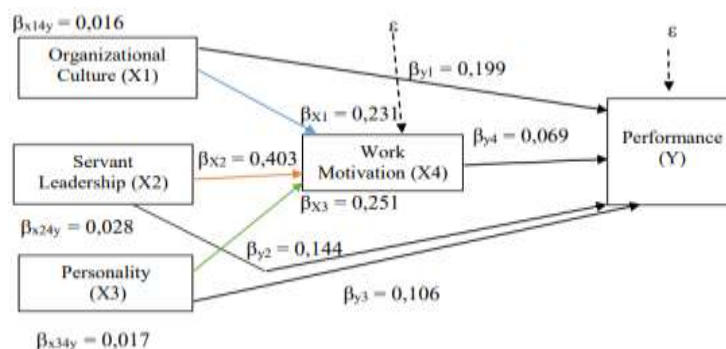 βx14y = 0,016
Organizational
Culture (X1)
ε
ε
βy1 = 0,199
βX1 = 0,231
Servant
Leadership (X2)
βX2 = 0,403
Work
Motivation (X4)
βy4 = 0,069
Performance
(Y)
βX3 = 0,251
βx24y = 0,028
βy2 = 0,144
Personality
(X3)
βy3 = 0,106
βx34y = 0,017